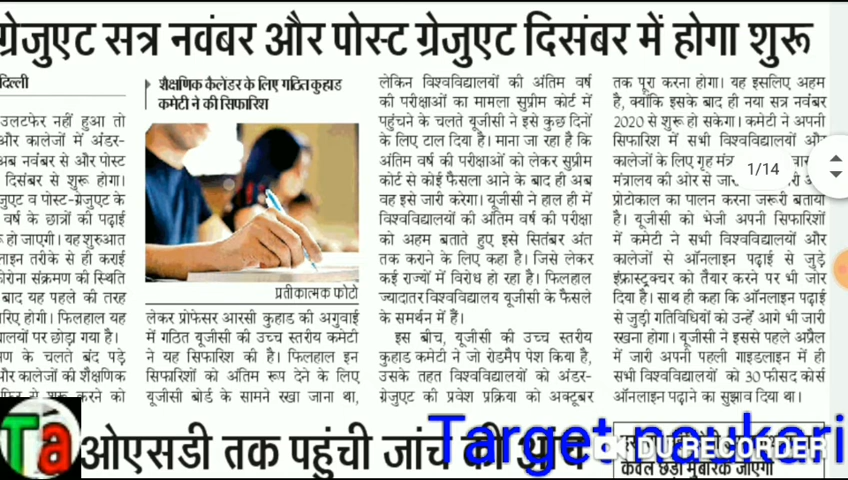 ग्रेजुएट सत्र नवंबर और पोस्ट ग्रेजुएट दिसंबर में होगा शुरू
दिल्ली
उलटफेर नहीं हुआ तो
और कालेजों में अंडर-
अब नवंबर से और पोस्ट
दिसंबर से शुरू होगा।
जुएट व पोस्ट-ग्रेजुएट के
वर्ष के छात्रों की पढ़ाई
हो जाएगी। यह शुरुआत
लाइन तरीके से ही कराई
कोरोना संक्रमण की स्थिति
बाद यह पहले की तरह
जरिए होगी। फिलहाल यह
यालयों पर छोड़ा गया है।
मण के चलते बंद पड़े
और कालेजों की शैक्षणिक
फिर से शुरू करने को
शैक्षणिक कैलेंडर के लिए गठित कुहाड
कमेटी ने की सिफारिश
प्रतीकात्मक फोटो
लेकर प्रोफेसर आरसी कुहाड की अगुवाई
में गठित यूजीसी की उच्च स्तरीय कमेटी
ने यह सिफारिश की है। फिलहाल इन
सिफारिशों को अंतिम रूप देने के लिए
यूजीसी बोर्ड के सामने रखा जाना था,
लेकिन विश्वविद्यालयों की अंतिम वर्ष
की परीक्षाओं का मामला सुप्रीम कोर्ट में
पहुंचने के चलते यूजीसी ने इसे कुछ दिनों
के लिए टाल दिया है। माना जा रहा है कि
अंतिम वर्ष की परीक्षाओं को लेकर सुप्रीम
कोर्ट से कोई फैसला आने के बाद ही अब
वह इसे जारी करेगा। यूजीसी ने हाल ही में
विश्वविद्यालयों की अंतिम वर्ष की परीक्षा
को अहम बताते हुए इसे सितंबर अंत
तक कराने के लिए कहा है। जिसे लेकर
कई राज्यों में विरोध हो रहा है। फिलहाल
ज्यादातर विश्वविद्यालय यूजीसी के फैसले
के समर्थन में हैं।
इस बीच, यूजीसी की उच्च स्तरीय
कुहाड कमेटी ने जो रोडमैप पेश किया है,
उसके तहत विश्वविद्यालयों को अंडर-
ग्रेजुएट की प्रवेश प्रक्रिया को अक्टूबर
तक पूरा करना होगा। यह इसलिए अहम
है, क्योंकि इसके बाद ही नया सत्र नवंबर
2020 से शुरू हो सकेगा। कमेटी ने अपनी
सिफारिश में सभी विश्वविद्यालयों और
कालेजों के लिए गृह मंत्र
मंत्रालय की ओर से जा
प्रोटोकाल का पालन करना जरूरी बताया
है। यूजीसी को भेजी अपनी सिफारिशों
में कमेटी ने सभी विश्वविद्यालयों और
कालेजों से ऑनलाइन पढ़ाई से जुड़े
इंफ्रास्ट्रक्चर को तैयार करने पर भी जोर
दिया है। साथ ही कहा कि ऑनलाइन पढ़ाई
से जुड़ी गतिविधियों को उन्हें आगे भी जारी
रखना होगा। यूजीसी ने इससे पहले अप्रैल
में जारी अपनी पहली गाइडलाइन में ही
सभी विश्वविद्यालयों को 30 फीसद कोर्स
ऑनलाइन पढ़ाने का सुझाव दिया था।
1/14
Ta
ओएसडी तक पहुंची जांच की आंच
Target naukari
DU RECORDER
केवल छड़ी मुबारक जाएगी